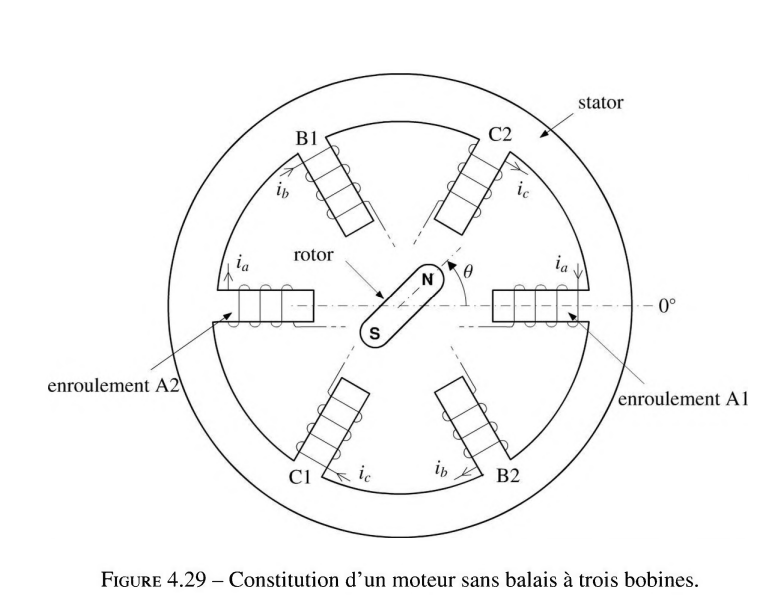 stator
B1
C2
i_b
i_c
rotor
i_a
i_a
θ
N
0°
S
enroulement A2
enroulement A1
C1
i_c
i_b
B2
FIGURE 4.29 – Constitution d'un moteur sans balais à trois bobines.